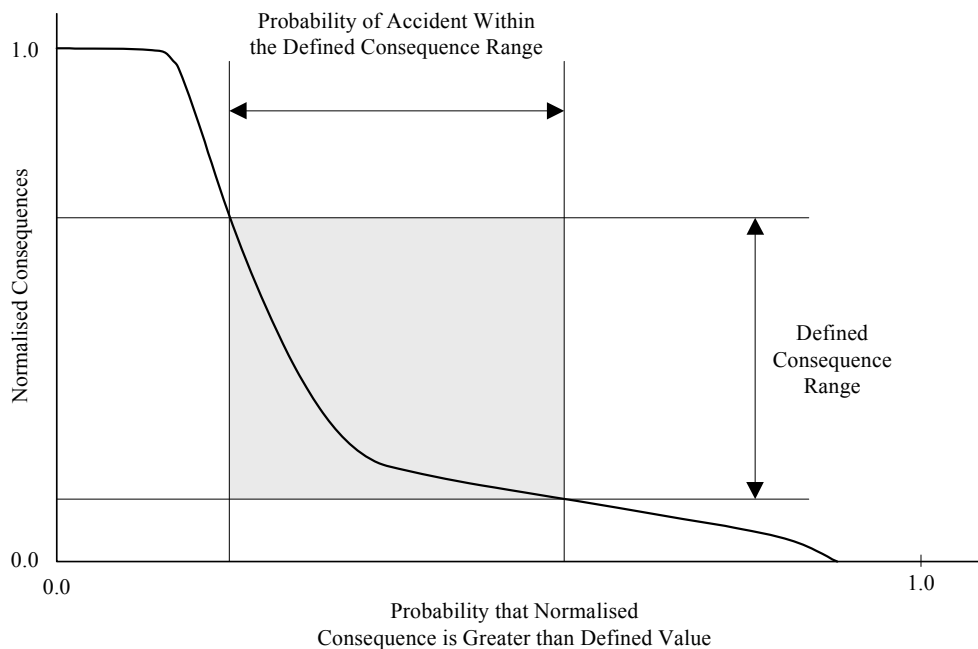 Probability of Accident Within
the Defined Consequence Range
1.0
Normalised Consequences
Defined
Consequence
Range
0.0
0.0
1.0
Probability that Normalised
Consequence is Greater than Defined Value